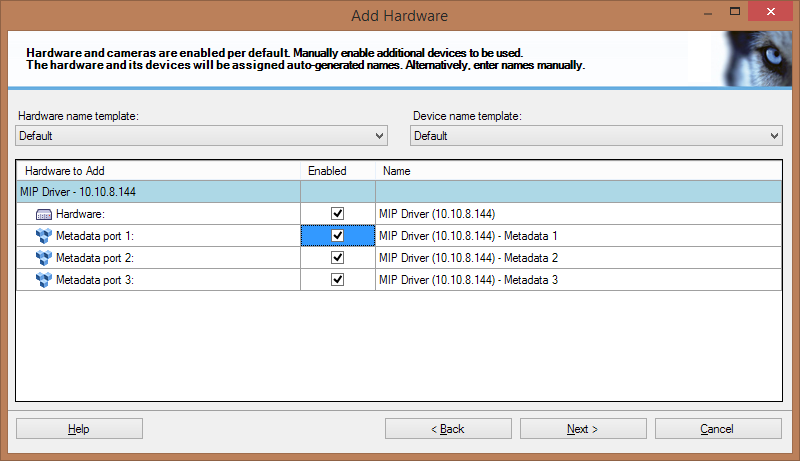 Add Hardware
Hardware and cameras are enabled per default. Manually enable additional devices to be used.
The hardware and its devices will be assigned auto-generated names. Alternatively, enter names manually.
Hardware name template: Device name template:
Default Default
Hardware to Add Enabled Name
MIP Driver - 10.10.8.144
Hardware: MIP Driver (10.10.8.144)
Metadata port 1: MIP Driver (10.10.8.144) - Metadata 1
Metadata port 2: MIP Driver (10.10.8.144) - Metadata 2
Metadata port 3: MIP Driver (10.10.8.144) - Metadata 3
Help < Back Next > Cancel